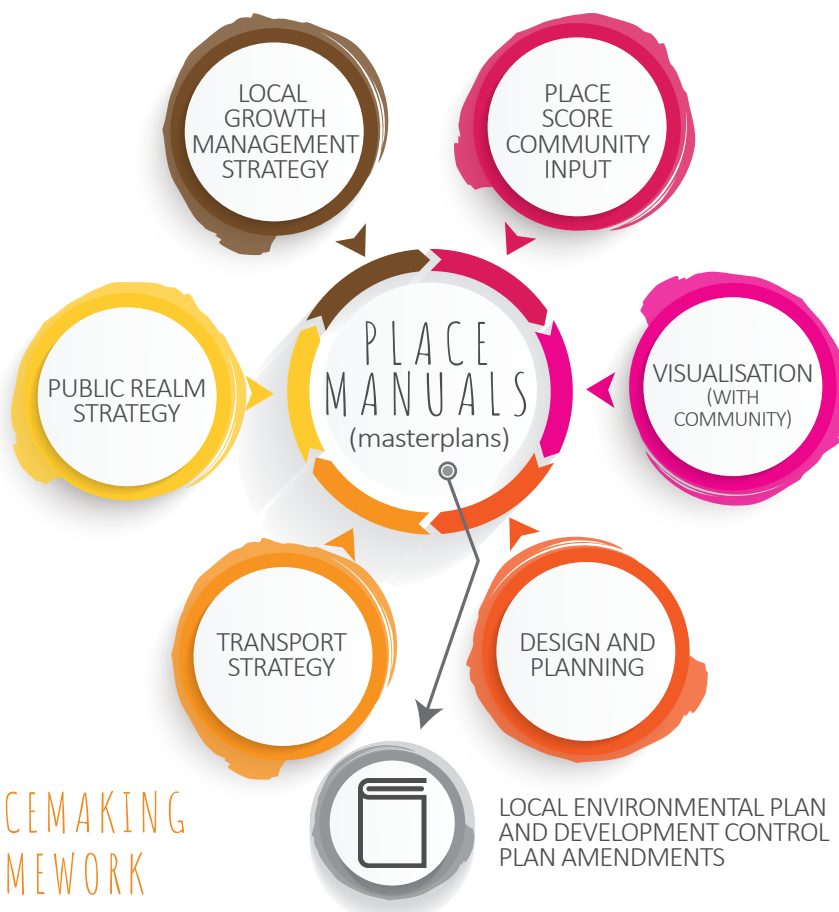 LOCAL
GROWTH
MANAGEMENT
STRATEGY
PLACE
SCORE
COMMUNITY
INPUT
PUBLIC REALM
STRATEGY
PLACE
MANUALS
(masterplans)
VISUALISATION
(WITH
COMMUNITY)
TRANSPORT
STRATEGY
DESIGN AND
PLANNING
CEMAKING
MEWORK
LOCAL ENVIRONMENTAL PLAN
AND DEVELOPMENT CONTROL
PLAN AMENDMENTS